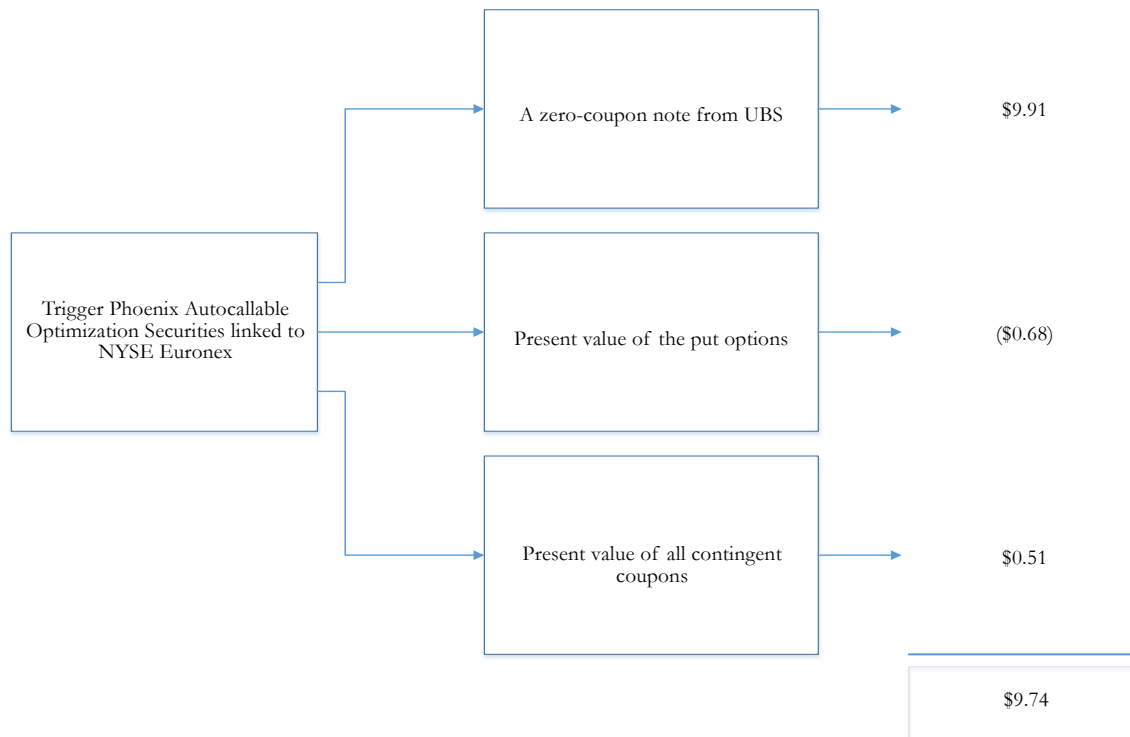 A zero-coupon note from UBS
$9.91
Trigger Phoenix Autocallable
Optimization Securities linked to
NYSE Euronex
Present value of the put options
($0.68)
Present value of all contingent
coupons
$0.51
$9.74